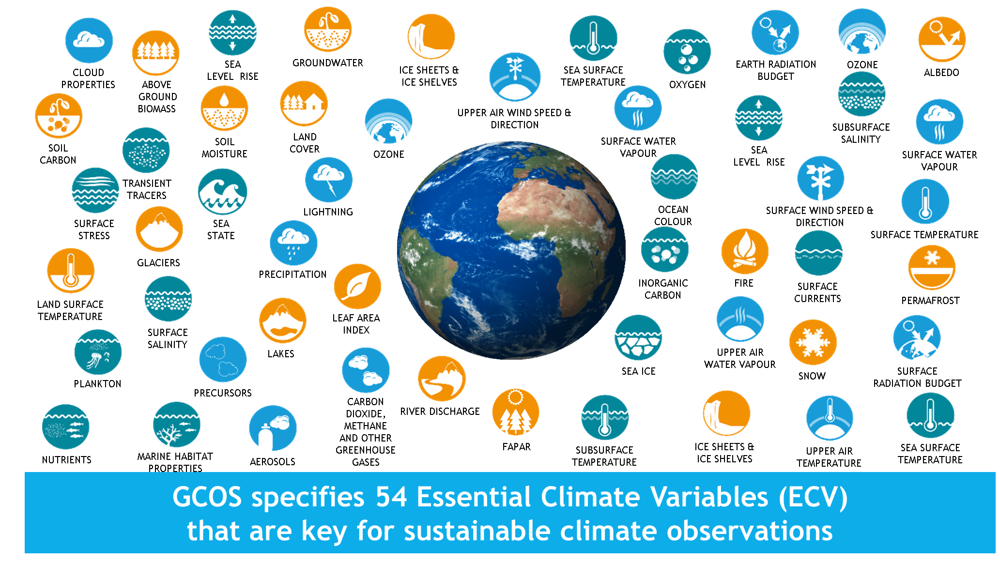 CLOUD
PROPERTIES
ABOVE
GROUND
BIOMASS
SEA
LEVEL RISE
GROUNDWATER
ICE SHEETS &
ICE SHELVES
UPPER AIR WIND SPEED &
DIRECTION
SEA SURFACE
TEMPERATURE
OXYGEN
EARTH RADIATION
BUDGET
OZONE
ALBEDO
SOIL
CARBON
TRANSIENT
TRACERS
SOIL
MOISTURE
LAND
COVER
OZONE
SURFACE WATER
VAPOUR
SEA
LEVEL RISE
SUBSURFACE
SALINITY
SURFACE WATER
VAPOUR
SURFACE
STRESS
GLACIERS
SEA
STATE
LIGHTNING
PRECIPITATION
OCEAN
COLOUR
SURFACE WIND SPEED &
DIRECTION
SURFACE TEMPERATURE
LAND SURFACE
TEMPERATURE
SURFACE
SALINITY
LAKES
LEAF AREA
INDEX
INORGANIC
CARBON
FIRE
SURFACE
CURRENTS
PERMAFROST
PLANKTON
PRECURSORS
CARBON
DIOXIDE,
METHANE
AND OTHER
GREENHOUSE
GASES
RIVER DISCHARGE
SEA ICE
UPPER AIR
WATER VAPOUR
SNOW
SURFACE
RADIATION BUDGET
NUTRIENTS
MARINE HABITAT
PROPERTIES
AEROSOLS
FAPAR
SUBSURFACE
TEMPERATURE
ICE SHEETS &
ICE SHELVES
UPPER AIR
TEMPERATURE
SEA SURFACE
TEMPERATURE
GCOS specifies 54 Essential Climate Variables (ECV)
that are key for sustainable climate observations